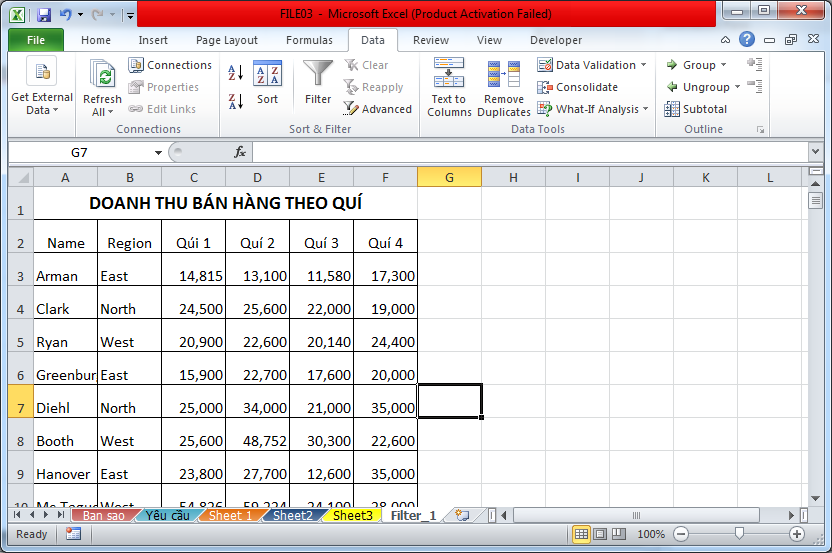 FILE03 - Microsoft Excel (Product Activation Failed)
File Home Insert Page Layout Formulas Data Review View Developer
Get External Data
Refresh All
Connections
Properties
Edit Links
Connections
Sort
Filter
Clear
Reapply
Advanced
Sort & Filter
Text to Columns
Remove Duplicates
Data Validation
Consolidate
What-If Analysis
Data Tools
Group
Ungroup
Subtotal
Outline
G7 fx
A B C D E F G H I J K L
1 DOANH THU BÁN HÀNG THEO QUÍ
2 Name Region Qúi 1 Quí 2 Quí 3 Quí 4
3 Arman East 14,815 13,100 11,580 17,300
4 Clark North 24,500 25,600 22,000 19,000
5 Ryan West 20,900 22,600 20,140 24,400
6 Greenbur East 15,900 22,700 17,600 20,000
7 Diehl North 25,000 34,000 21,000 35,000
8 Booth West 25,600 48,752 30,300 22,600
9 Hanover East 23,800 27,700 12,600 35,000
10 West 54,826 59,224 24,100 28,000
Ban sao Yêu cầu Sheet 1 Sheet2 Sheet3 Filter_1
Ready 100%